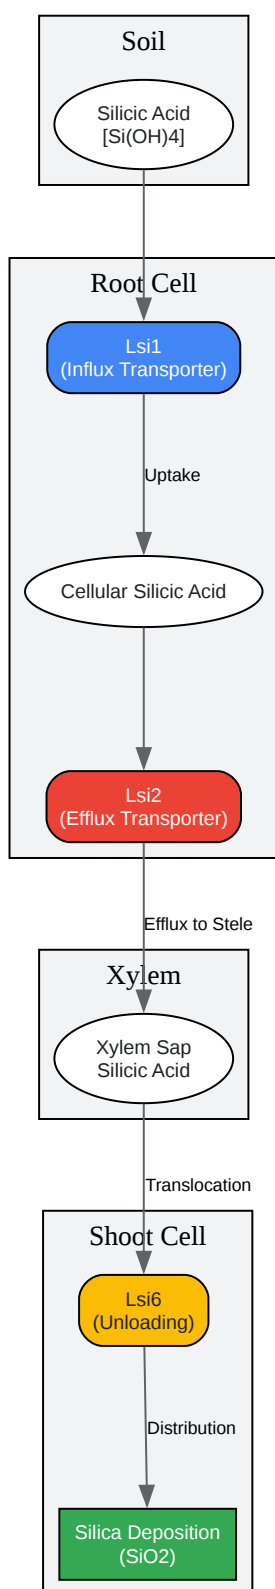 Soil
Silicic Acid
[Si(OH)4]
Root Cell
Lsi1
(Influx Transporter)
Uptake
Cellular Silicic Acid
Lsi2
(Efflux Transporter)
Efflux to Stele
Xylem
Xylem Sap
Silicic Acid
Translocation
Shoot Cell
Lsi6
(Unloading)
Distribution
Silica Deposition
(SiO2)